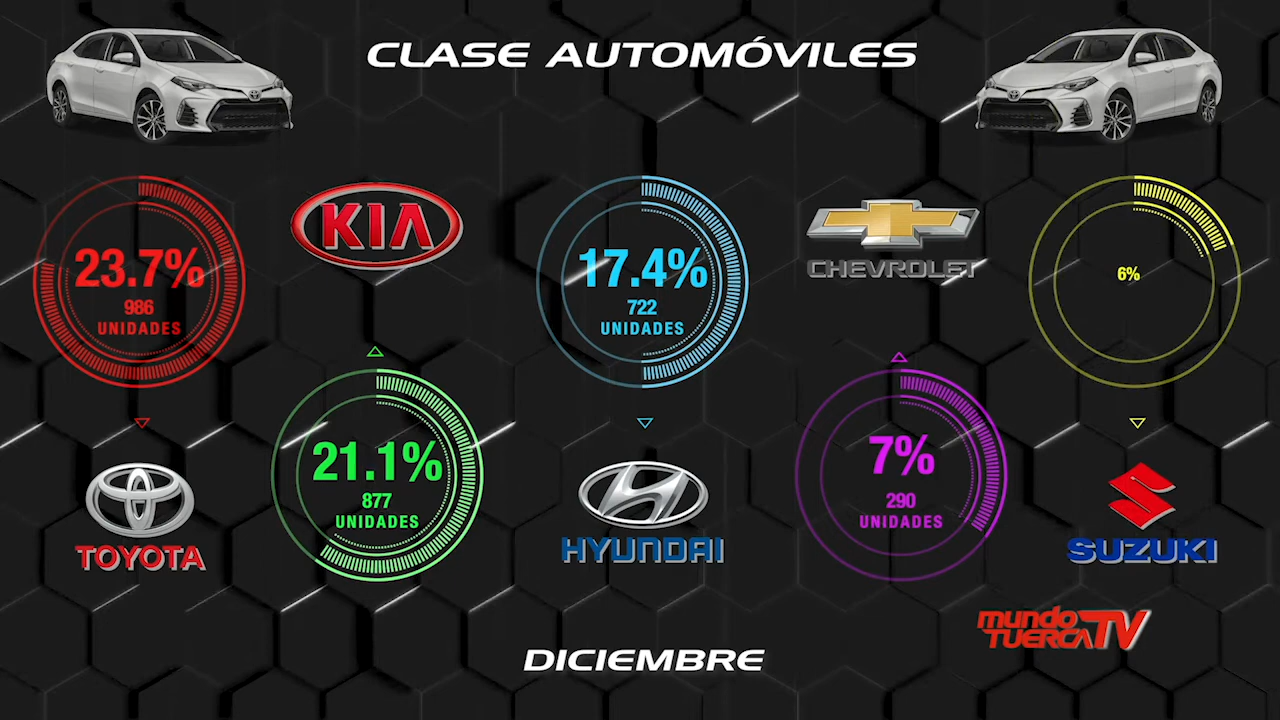 CLASE AUTOMÓVILES
23.7%
986
UNIDADES
TOYOTA
KIA
21.1%
877
UNIDADES
17.4%
722
UNIDADES
HYUNDAI
CHEVROLET
7%
290
UNIDADES
6%
SUZUKI
mundo
TUERCA TV
DICIEMBRE